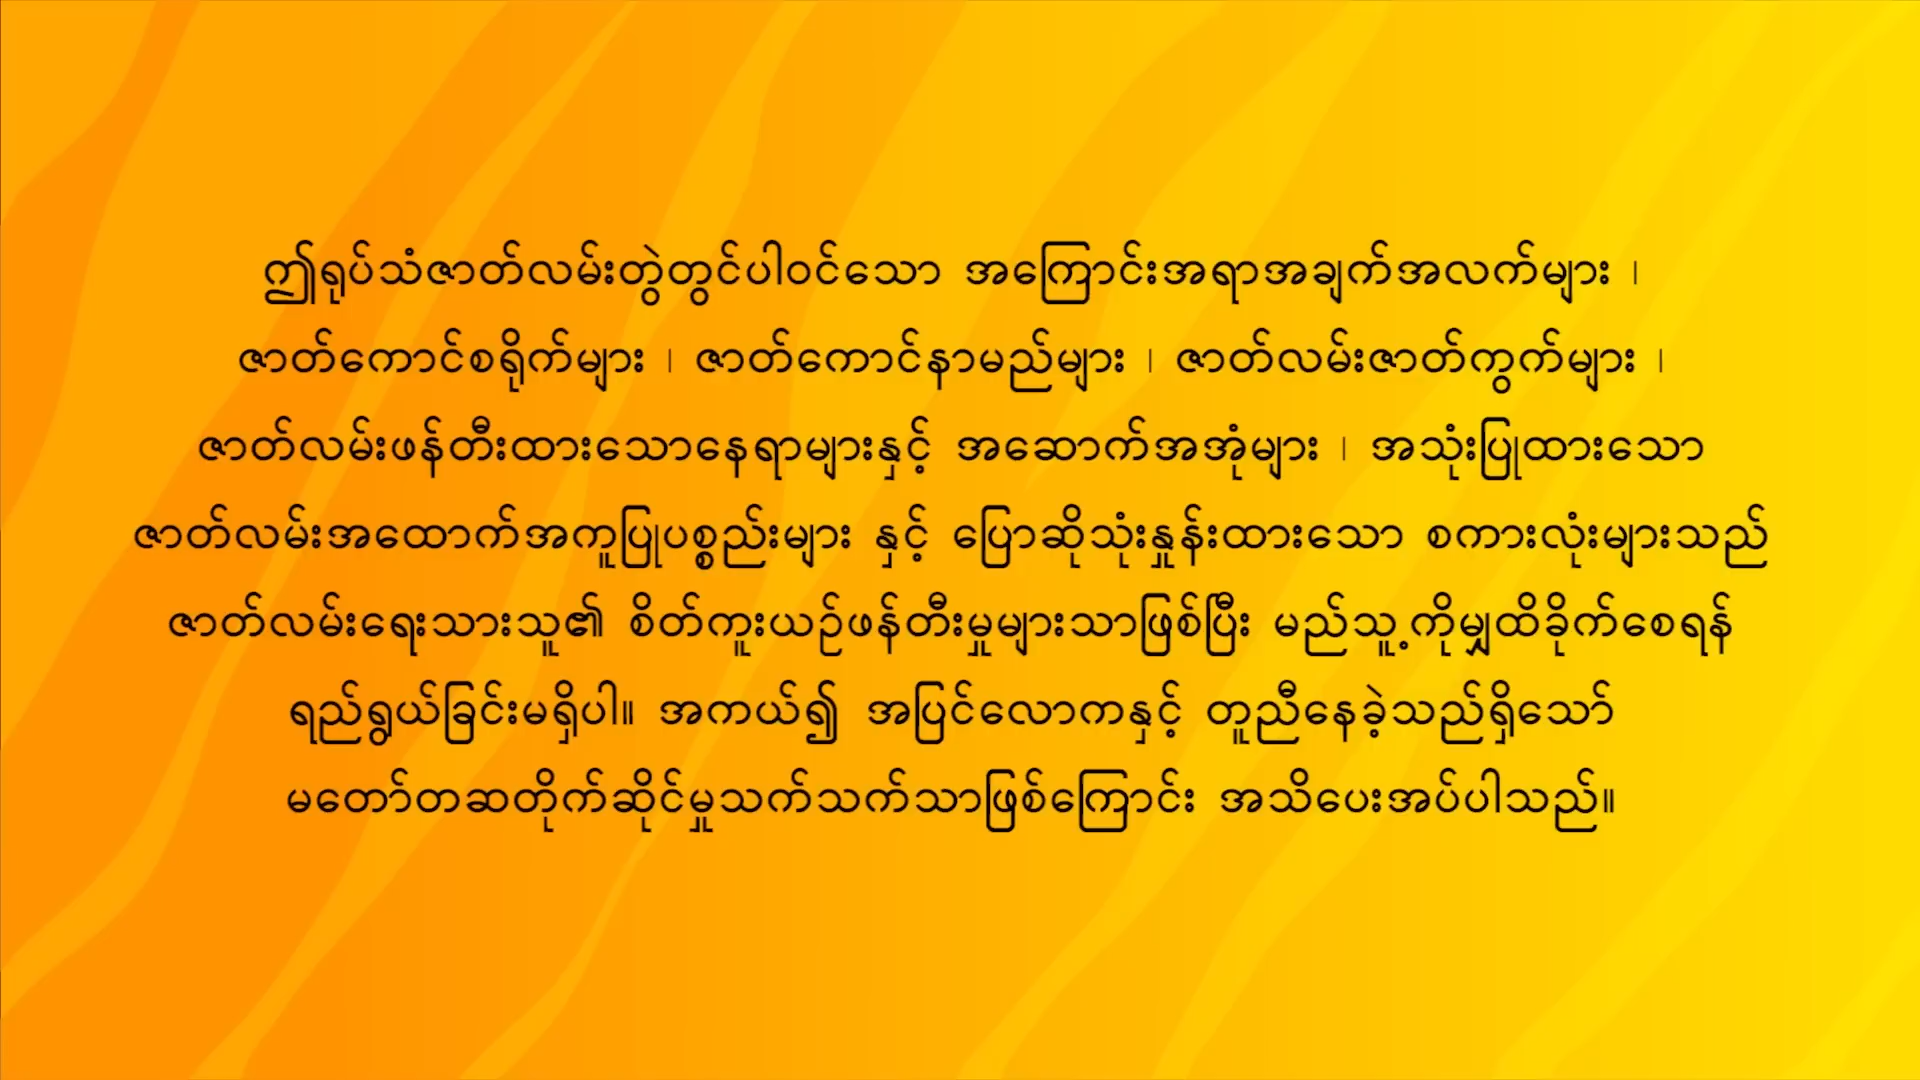 ဤရုပ်သံဇာတ်လမ်းတွဲတွင်ပါဝင်သော အကြောင်းအရာအချက်အလက်များ ၊
ဇာတ်ကောင်စရိုက်များ ၊ ဇာတ်ကောင်နာမည်များ ၊ ဇာတ်လမ်းဇာတ်ကွက်များ ၊
ဇာတ်လမ်းဖန်တီးထားသောနေရာများနှင့် အဆောက်အအုံများ ၊ အသုံးပြုထားသော
ဇာတ်လမ်းအထောက်အကူပြုပစ္စည်းများ နှင့် ပြောဆိုသုံးနှုန်းထားသော စကားလုံးများသည်
ဇာတ်လမ်းရေးသားသူ၏ စိတ်ကူးယဉ်ဖန်တီးမှုများသာဖြစ်ပြီး မည်သူ့ကိုမျှထိခိုက်စေရန်
ရည်ရွယ်ခြင်းမရှိပါ။ အကယ်၍ အပြင်လောကနှင့် တူညီနေခဲ့သည်ရှိသော်
မတော်တဆတိုက်ဆိုင်မှုသက်သက်သာဖြစ်ကြောင်း အသိပေးအပ်ပါသည်။